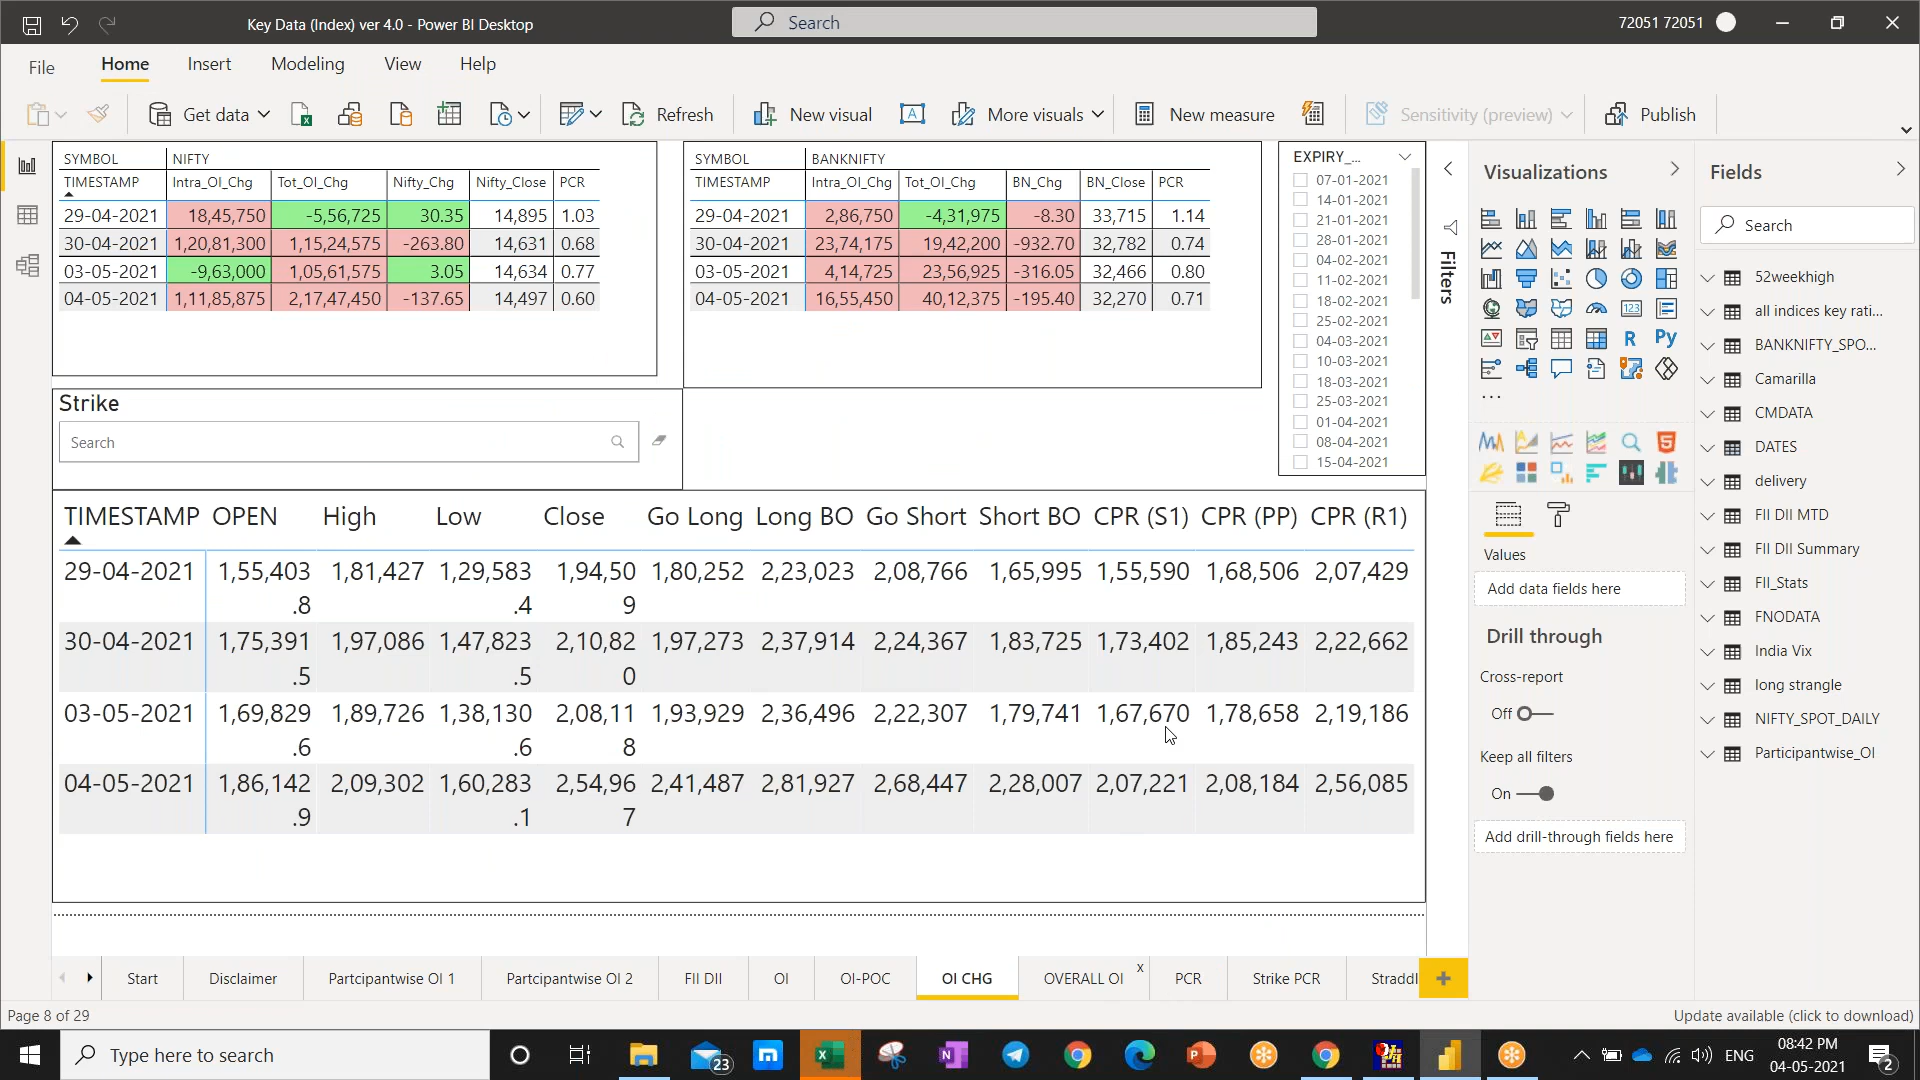 Key Data (Index) ver 4.0 - Power BI Desktop
Search
72051 72051
File
Home
Insert
Modeling
View
Help
Get data
Refresh
New visual
More visuals
New measure
Sensitivity (preview)
Publish
SYMBOL NIFTY
TIMESTAMP Intra_OI_Chg Tot_OI_Chg Nifty_Chg Nifty_Close PCR
29-04-2021 18,45,750 -5,56,725 30.35 14,895 1.03
30-04-2021 1,20,81,300 1,15,24,575 -263.80 14,631 0.68
03-05-2021 -9,63,000 1,05,61,575 3.05 14,634 0.77
04-05-2021 1,11,85,875 2,17,47,450 -137.65 14,497 0.60
SYMBOL BANKNIFTY
TIMESTAMP Intra_OI_Chg Tot_OI_Chg BN_Chg BN_Close PCR
29-04-2021 2,86,750 -4,31,975 -8.30 33,715 1.14
30-04-2021 23,74,175 19,42,200 -932.70 32,782 0.74
03-05-2021 4,14,725 23,56,925 -316.05 32,466 0.80
04-05-2021 16,55,450 40,12,375 -195.40 32,270 0.71
EXPIRY_...
07-01-2021
14-01-2021
21-01-2021
28-01-2021
04-02-2021
11-02-2021
18-02-2021
25-02-2021
04-03-2021
10-03-2021
18-03-2021
25-03-2021
01-04-2021
08-04-2021
15-04-2021
Strike
Search
TIMESTAMP OPEN High Low Close Go Long Long BO Go Short Short BO CPR (S1) CPR (PP) CPR (R1)
29-04-2021 1,55,403 1,81,427 1,29,583 1,94,50 1,80,252 2,23,023 2,08,766 1,65,995 1,55,590 1,68,506 2,07,429
.8 .4 9
30-04-2021 1,75,391 1,97,086 1,47,823 2,10,82 1,97,273 2,37,914 2,24,367 1,83,725 1,73,402 1,85,243 2,22,662
.5 .5 0
03-05-2021 1,69,829 1,89,726 1,38,130 2,08,11 1,93,929 2,36,496 2,22,307 1,79,741 1,67,670 1,78,658 2,19,186
.6 .6 8
04-05-2021 1,86,142 2,09,302 1,60,283 2,54,96 2,41,487 2,81,927 2,68,447 2,28,007 2,07,221 2,08,184 2,56,085
.9 .1 7
Filters
Visualizations
123
R
Py
...
Values
Add data fields here
Drill through
Cross-report
Off
Keep all filters
On
Add drill-through fields here
Fields
Search
52weekhigh
all indices key rati...
BANKNIFTY_SPO...
Camarilla
CMDATA
DATES
delivery
FII DII MTD
FII DII Summary
FII_Stats
FNODATA
India Vix
long strangle
NIFTY_SPOT_DAILY
Participantwise_OI
Start
Disclaimer
Partcipantwise OI 1
Partcipantwise OI 2
FII DII
OI
OI-POC
OI CHG
OVERALL OI
x
PCR
Strike PCR
Straddl
+
Page 8 of 29
Update available (click to download)
Type here to search
23
ENG
08:42 PM
04-05-2021
2